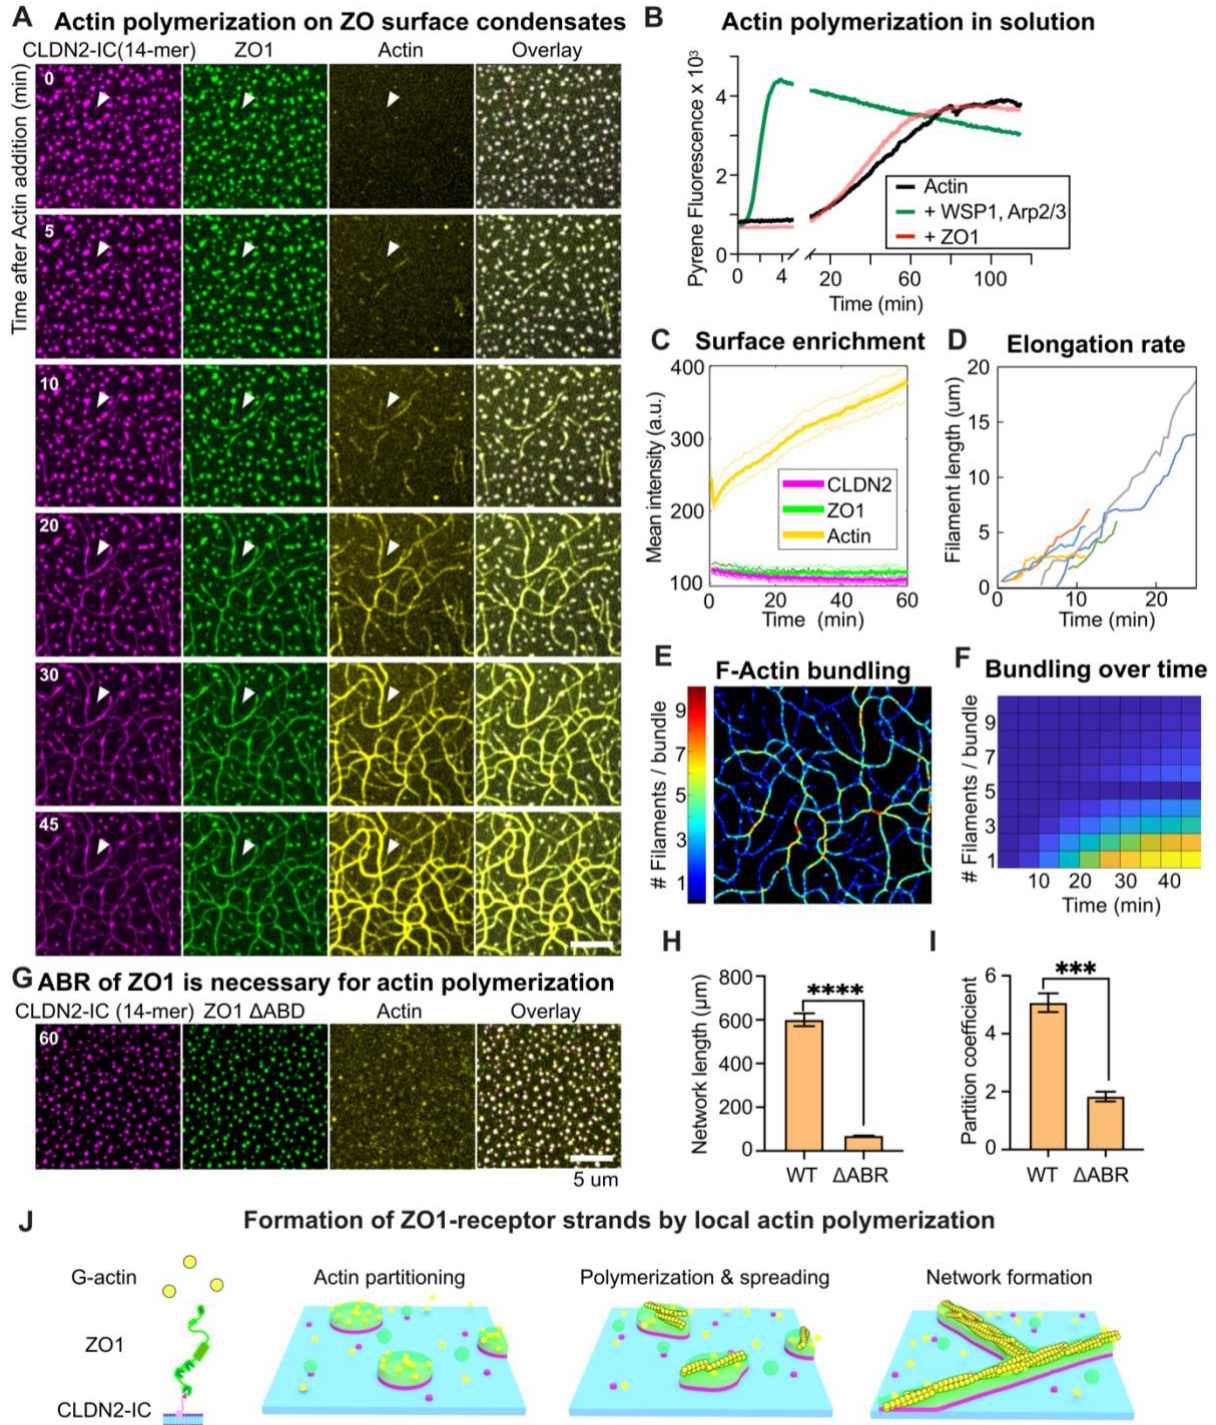 A Actin polymerization on ZO surface condensates
CLDN2-IC(14-mer) ZO1 Actin Overlay
Time after Actin addition (min)
0
5
10
20
30
45
B Actin polymerization in solution
Pyrene Fluorescence x 10³
4
2
0
Actin
+ WSP1, Arp2/3
+ ZO1
0 4 20 60 100
Time (min)
C Surface enrichment
Mean intensity (a.u.)
400
300
200
100
CLDN2
ZO1
Actin
0 20 40 60
Time (min)
D Elongation rate
Filament length (um)
20
15
10
5
0
0 10 20
Time (min)
E F-Actin bundling
# Filaments / bundle
9
7
5
3
1
F Bundling over time
# Filaments / bundle
9
7
5
3
1
10 20 30 40
Time (min)
G ABR of ZO1 is necessary for actin polymerization
CLDN2-IC (14-mer) ZO1 ΔABD Actin Overlay
60
5 um
H
Network length (μm)
800
600
400
200
0
****
WT ΔABR
I
Partition coefficient
6
4
2
0
***
WT ΔABR
J Formation of ZO1-receptor strands by local actin polymerization
G-actin
ZO1
CLDN2-IC
Actin partitioning
Polymerization & spreading
Network formation